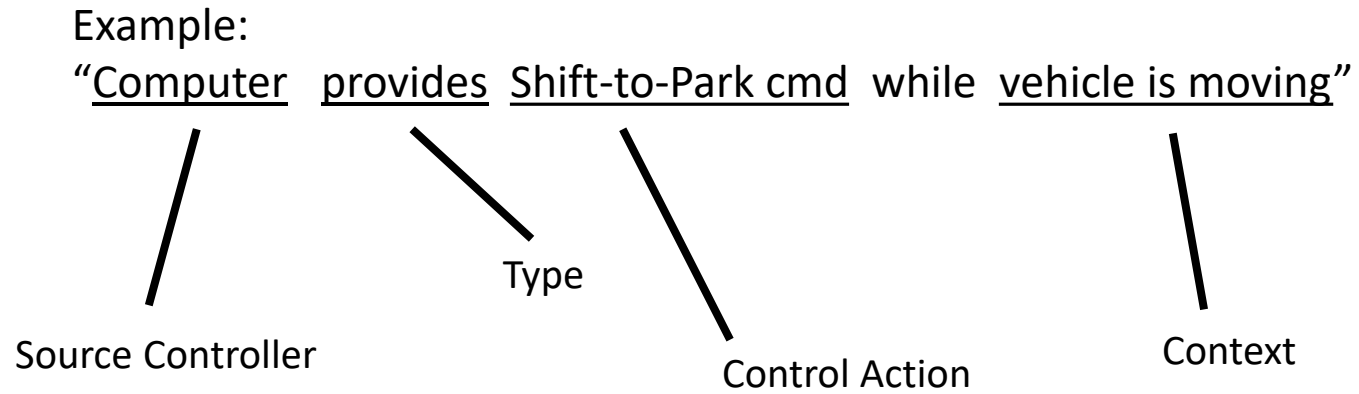 Example:
“Computer provides Shift-to-Park cmd while vehicle is moving”
Type
Source Controller
Control Action
Context